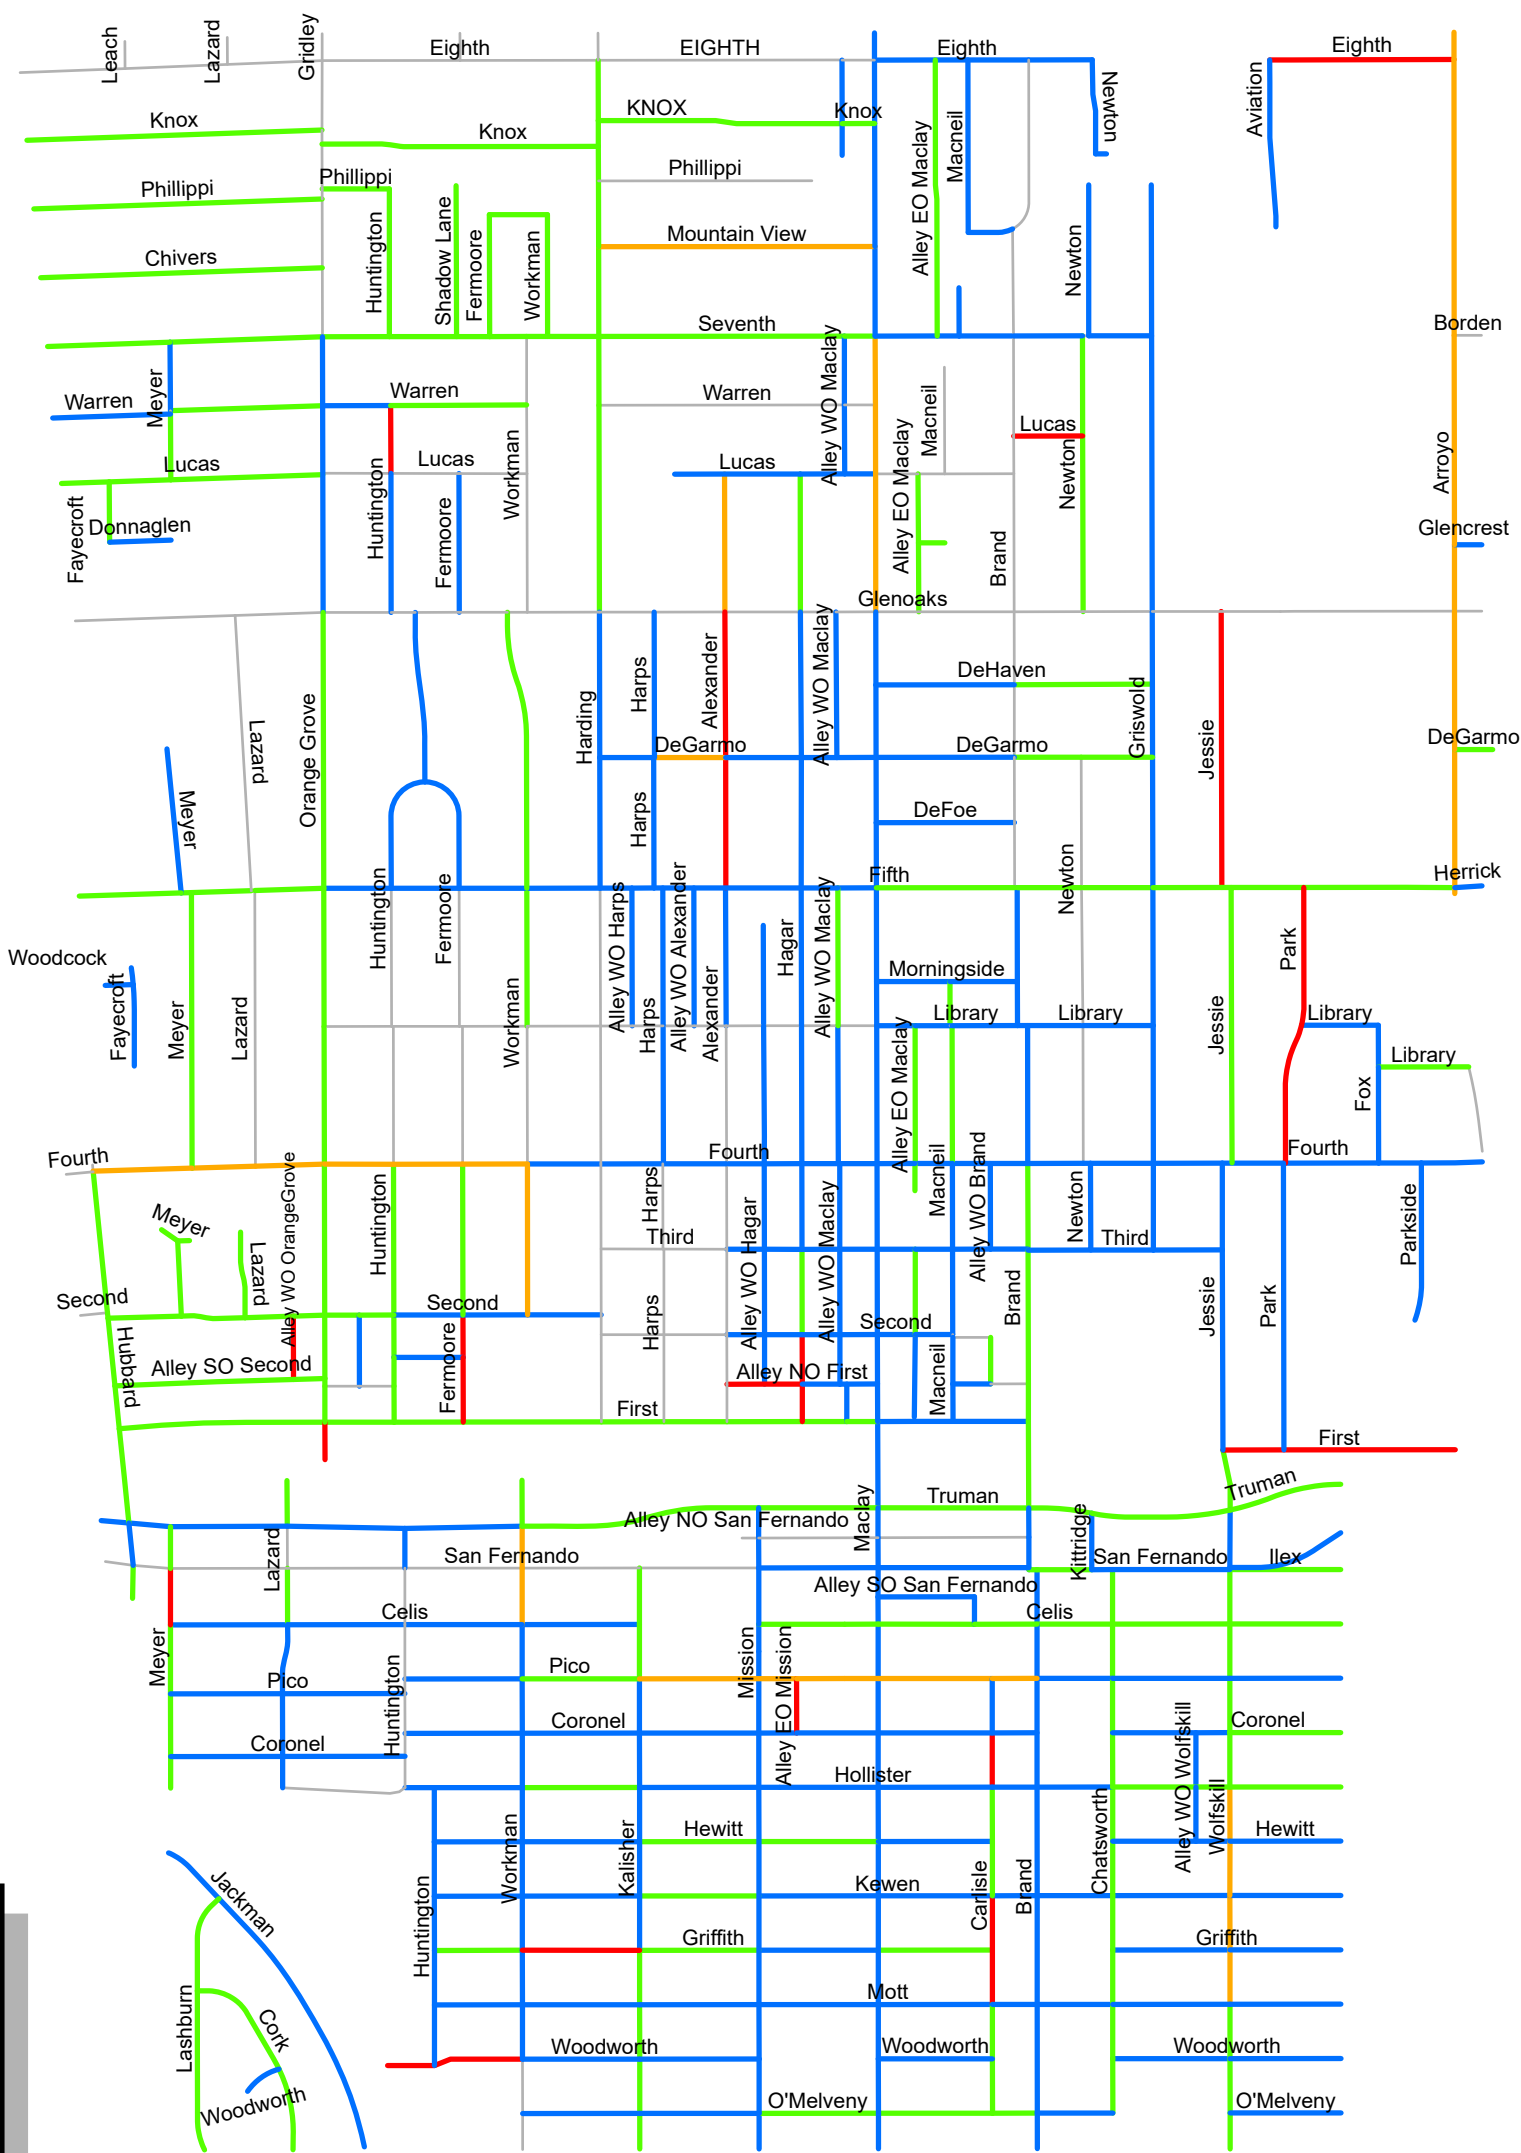 Leach
Lazard
Gridley
Eighth
EIGHTH
Eighth
Eighth
Knox
Knox
KNOX
Knox
Newton
Aviation
Alley EO Maclay
Macneil
Phillippi
Phillippi
Phillippi
Chivers
Huntington
Shadow Lane
Fermoore
Workman
Mountain View
Newton
Seventh
Borden
Warren
Meyer
Warren
Warren
Alley WO Maclay
Macneil
Lucas
Lucas
Lucas
Lucas
Huntington
Workman
Alley EO Maclay
Newton
Arroyo
Fayecroft
Donnaglen
Fermoore
Brand
Glencrest
Glenoaks
Lazard
Orange Grove
Harding
Harps
Alexander
Alley WO Maclay
DeHaven
Griswold
Jessie
DeGarmo
DeGarmo
DeGarmo
Meyer
Harps
DeFoe
Fifth
Herrick
Huntington
Fermoore
Newton
Woodcock
Fayecroft
Fayecroft
Meyer
Lazard
Workman
Alley WO Harps
Harps
Alley WO Alexander
Alexander
Hagar
Alley WO Maclay
Morningside
Library
Library
Park
Library
Library
Jessie
Fox
Alley EO Maclay
Fourth
Fourth
Fourth
Macneil
Alley WO Brand
Newton
Parkside
Meyer
Lazard
Alley WO OrangeGrove
Huntington
Harps
Third
Third
Alley WO Hagar
Alley WO Maclay
Brand
Jessie
Park
Second
Second
Second
Hubbard
Alley SO Second
Fermoore
Harps
Alley NO First
Macneil
First
First
Truman
Truman
Maclay
Alley NO San Fernando
Lazard
San Fernando
Kittridge
San Fernando
Ilex
Alley SO San Fernando
Celis
Celis
Meyer
Pico
Pico
Huntington
Mission
Alley EO Mission
Coronel
Coronel
Coronel
Hollister
Alley WO Wolfskill
Wolfskill
Hewitt
Hewitt
Workman
Kalisher
Chatsworth
Kewen
Carlisle
Brand
Jackman
Huntington
Griffith
Griffith
Mott
Lashburn
Cork
Woodworth
Woodworth
Woodworth
Woodworth
O'Melveny
O'Melveny